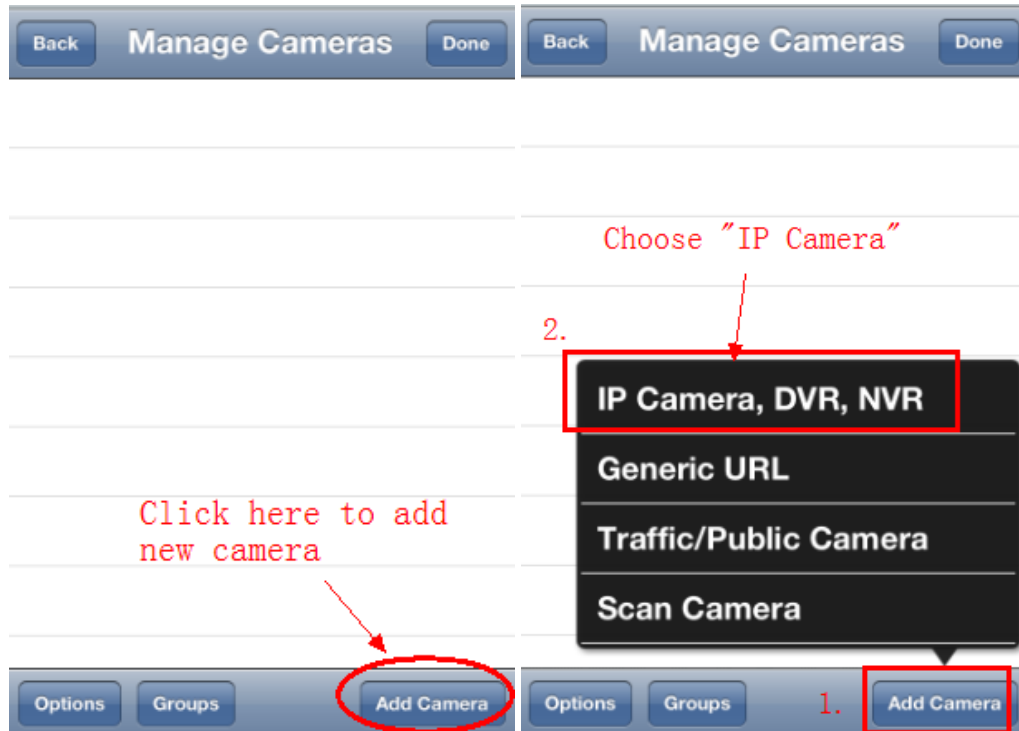 Back Manage Cameras Done
Click here to add
new camera
Options Groups Add Camera
Back Manage Cameras Done
Choose "IP Camera"
2.
IP Camera, DVR, NVR
Generic URL
Traffic/Public Camera
Scan Camera
Options Groups 1. Add Camera